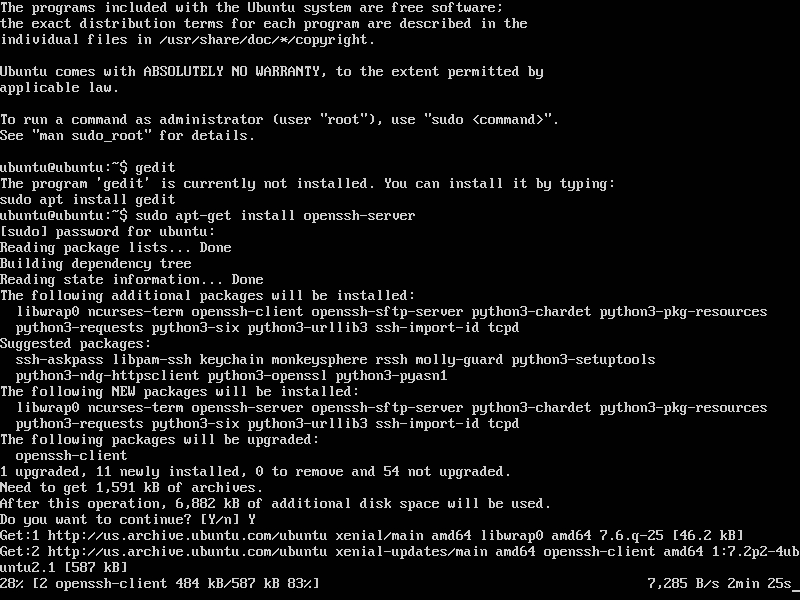 The programs included with the Ubuntu system are free software;
the exact distribution terms for each program are described in the
individual files in /usr/share/doc/*/copyright.
Ubuntu comes with ABSOLUTELY NO WARRANTY, to the extent permitted by
applicable law.
To run a command as administrator (user "root"), use "sudo <command>".
See "man sudo_root" for details.
ubuntu@ubuntu:~$ gedit
The program 'gedit' is currently not installed. You can install it by typing:
sudo apt install gedit
ubuntu@ubuntu:~$ sudo apt-get install openssh-server
[sudo] password for ubuntu:
Reading package lists... Done
Building dependency tree
Reading state information... Done
The following additional packages will be installed:
  libwrap0 ncurses-term openssh-client openssh-sftp-server python3-chardet python3-pkg-resources
  python3-requests python3-six python3-urllib3 ssh-import-id tcpd
Suggested packages:
  ssh-askpass libpam-ssh keychain monkeysphere rssh molly-guard python3-setuptools
  python3-ndg-httpsclient python3-openssl python3-pyasn1
The following NEW packages will be installed:
  libwrap0 ncurses-term openssh-server openssh-sftp-server python3-chardet python3-pkg-resources
  python3-requests python3-six python3-urllib3 ssh-import-id tcpd
The following packages will be upgraded:
  openssh-client
1 upgraded, 11 newly installed, 0 to remove and 54 not upgraded.
Need to get 1,591 kB of archives.
After this operation, 6,882 kB of additional disk space will be used.
Do you want to continue? [Y/n] Y
Get:1 http://us.archive.ubuntu.com/ubuntu xenial/main amd64 libwrap0 amd64 7.6.q-25 [46.2 kB]
Get:2 http://us.archive.ubuntu.com/ubuntu xenial-updates/main amd64 openssh-client amd64 1:7.2p2-4ub
untu2.1 [587 kB]
28% [2 openssh-client 484 kB/587 kB 83%] 7,285 B/s 2min 25s_